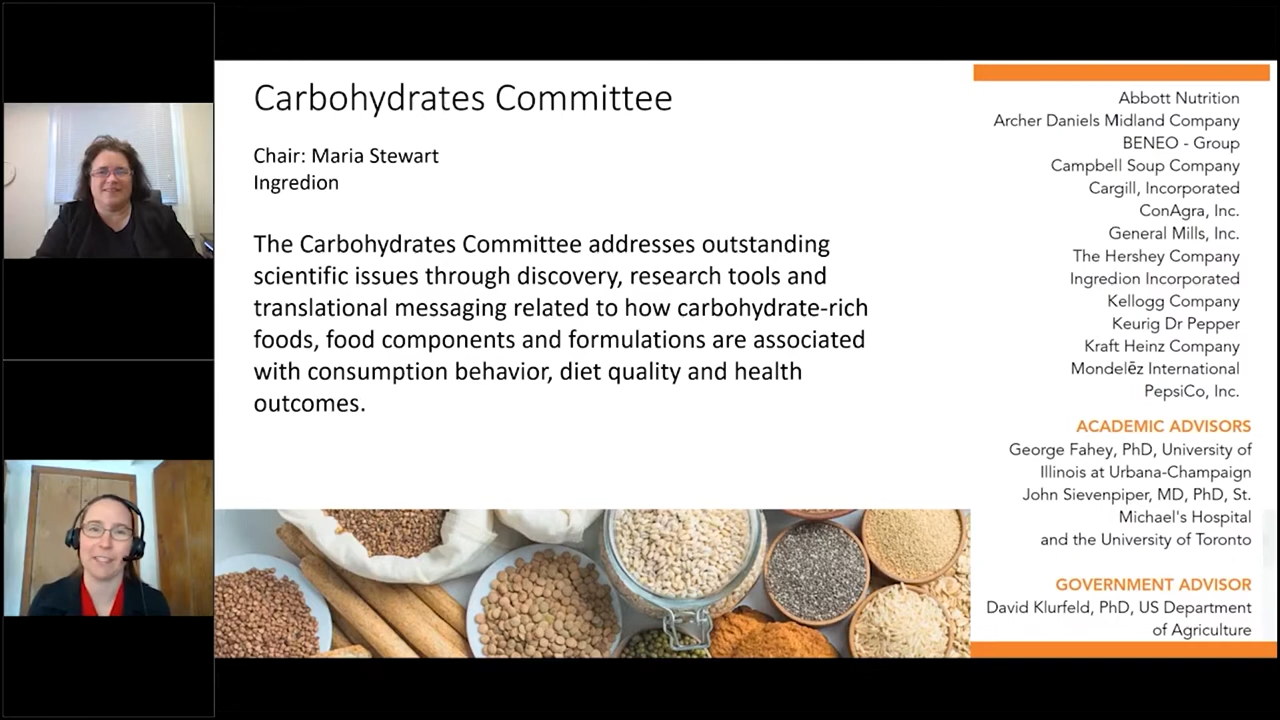 Carbohydrates Committee
Chair: Maria Stewart
Ingredion
The Carbohydrates Committee addresses outstanding
scientific issues through discovery, research tools and
translational messaging related to how carbohydrate-rich
foods, food components and formulations are associated
with consumption behavior, diet quality and health
outcomes.
Abbott Nutrition
Archer Daniels Midland Company
BENEO - Group
Campbell Soup Company
Cargill, Incorporated
ConAgra, Inc.
General Mills, Inc.
The Hershey Company
Ingredion Incorporated
Kellogg Company
Keurig Dr Pepper
Kraft Heinz Company
Mondelēz International
PepsiCo, Inc.
ACADEMIC ADVISORS
George Fahey, PhD, University of
Illinois at Urbana-Champaign
John Sievenpiper, MD, PhD, St.
Michael's Hospital
and the University of Toronto
GOVERNMENT ADVISOR
David Klurfeld, PhD, US Department
of Agriculture